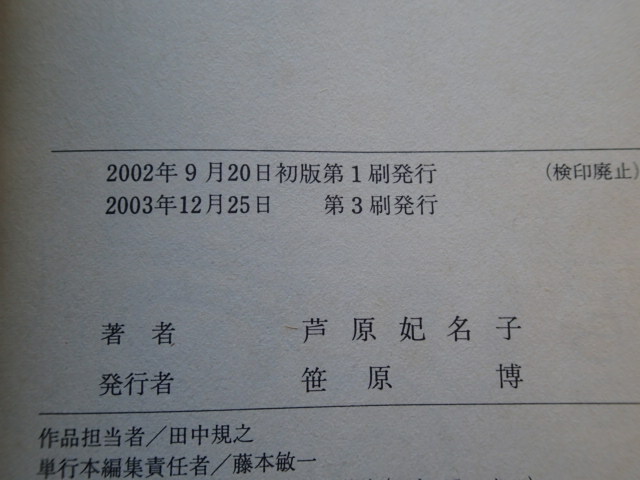 2002年9月20日初版第1刷発行 (検印廃止)
2003年12月25日 第3刷発行
著者 芦原妃名子
発行者 笹原博
作品担当者/田中規之
単行本編集責任者/藤本敏一